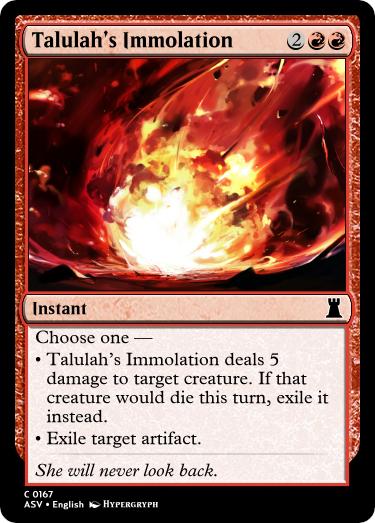 Talulah's Immolation 2
Instant
Choose one —
• Talulah's Immolation deals 5
damage to target creature. If that
creature would die this turn, exile it
instead.
• Exile target artifact.
She will never look back.
C 0167
ASV • English HYPERGRYPH